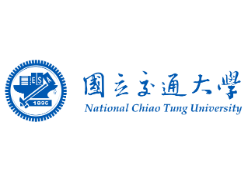 國立交通大學
National Chiao Tung University